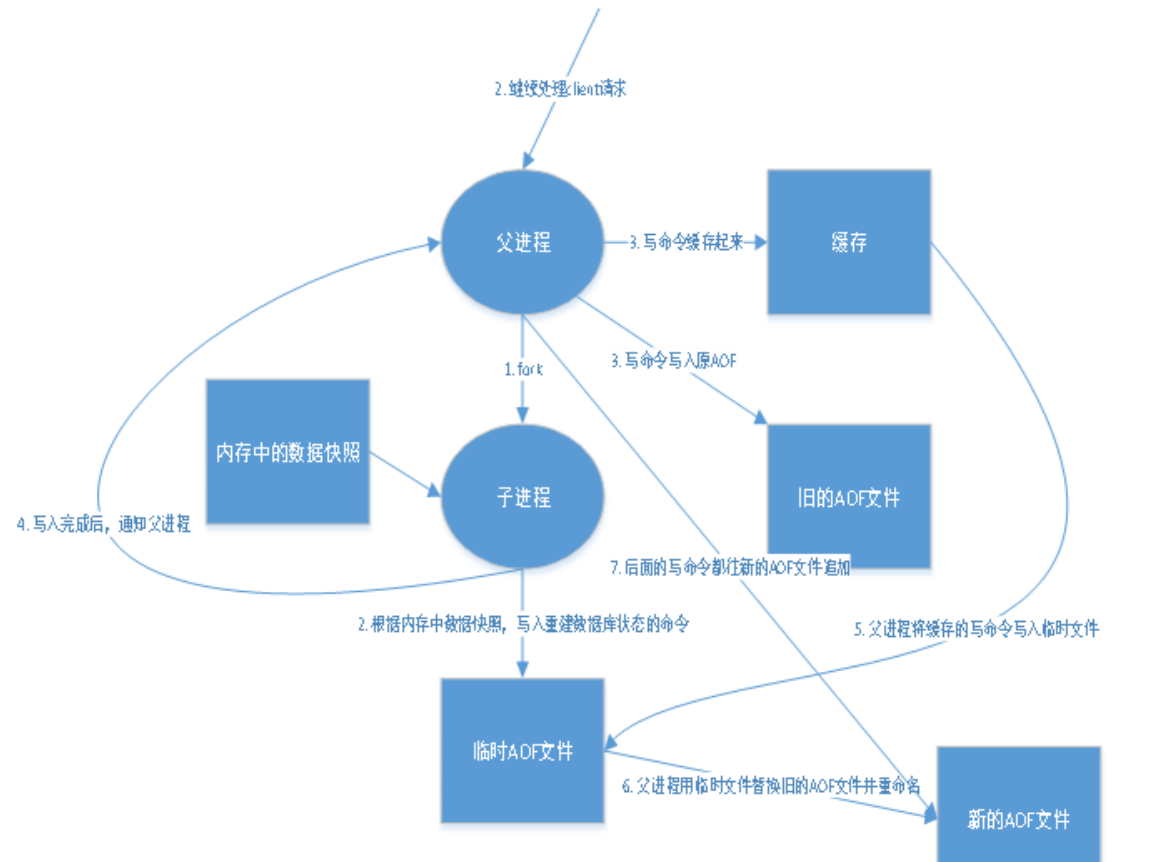 2.继续处理client请求
父进程
3.写命令缓存起来
缓存
1.fork
3.写命令写入原AOF
内存中的数据快照
子进程
旧的AOF文件
4.写入完成后，通知父进程
7.后面的写命令都往新的AOF文件追加
2.根据内存中数据快照，写入重建数据库状态的命令
5.父进程将缓存的写命令写入临时文件
临时AOF文件
6.父进程用临时文件替换旧的AOF文件并重命名
新的AOF文件